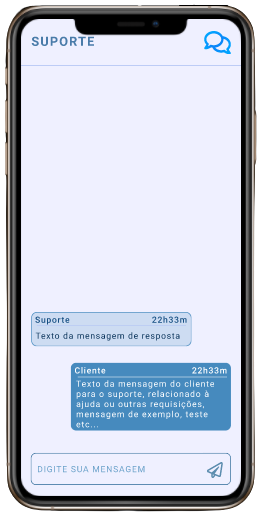 SUPORTE
Suporte 22h33m
Texto da mensagem de resposta
Cliente 22h33m
Texto da mensagem do cliente
para o suporte, relacionado à
ajuda ou outras requisições,
mensagem de exemplo, teste
etc...
DIGITE SUA MENSAGEM